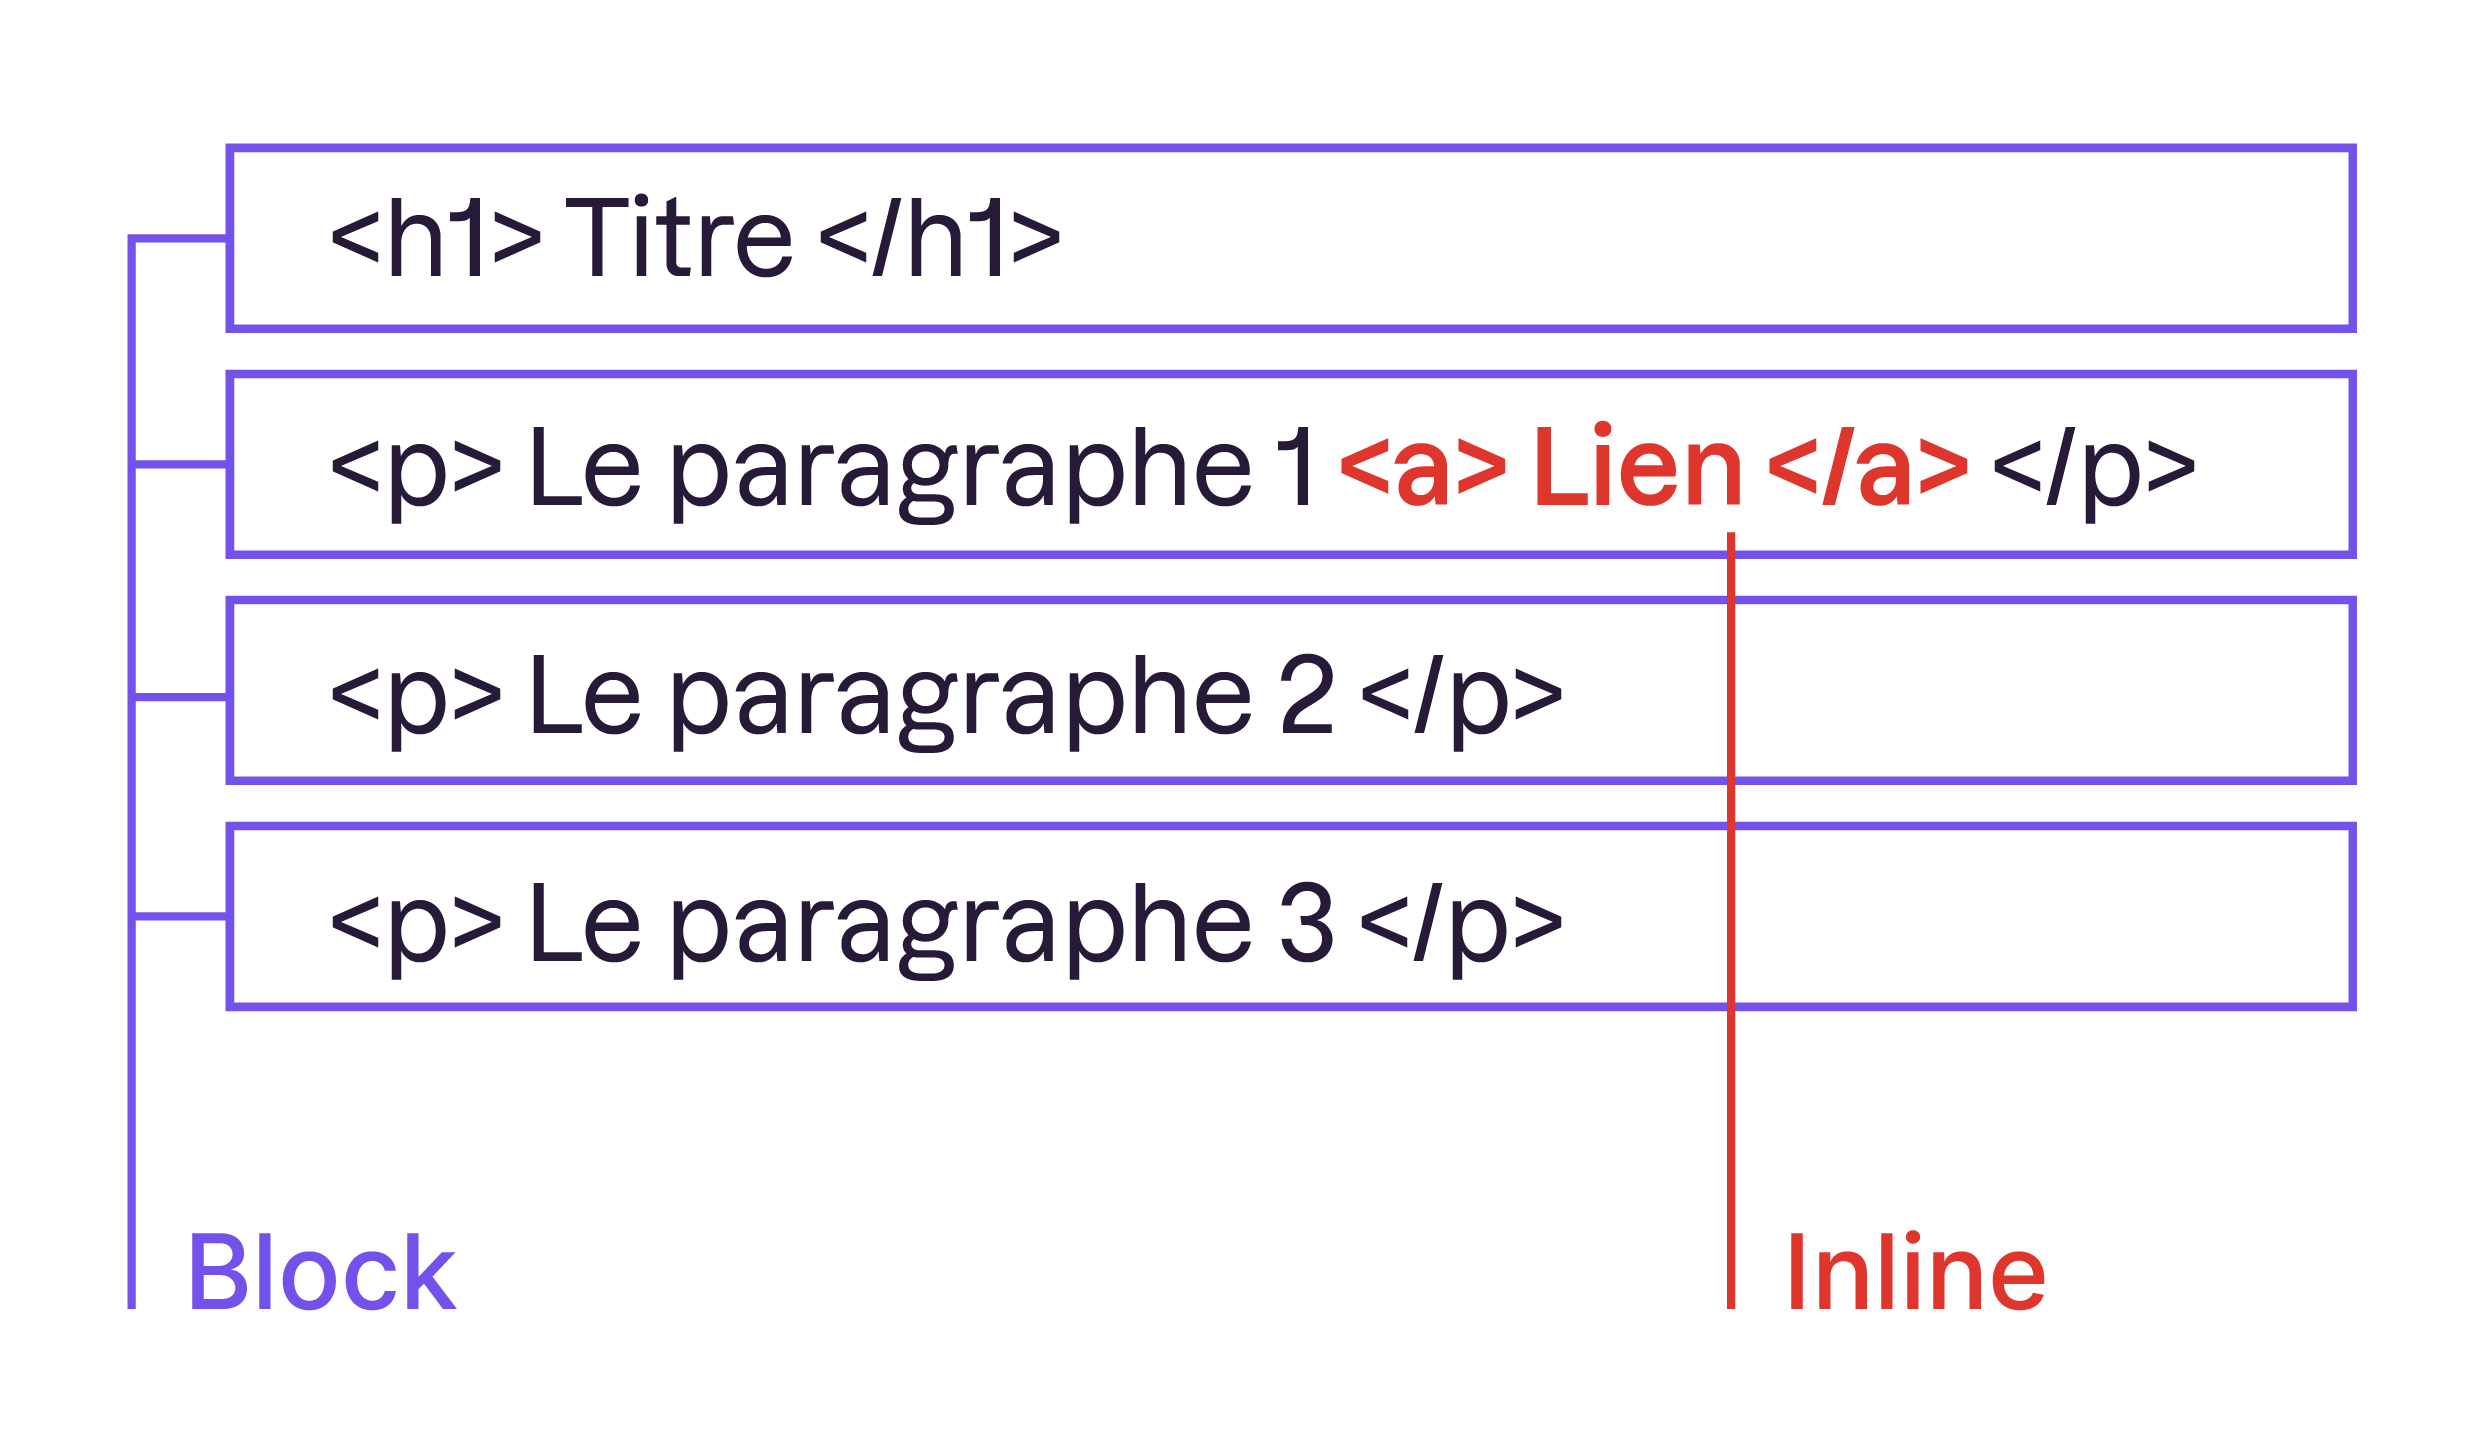 <h1> Titre </h1>
<p> Le paragraphe 1 <a> Lien </a> </p>
<p> Le paragraphe 2 </p>
<p> Le paragraphe 3 </p>
Block
Inline